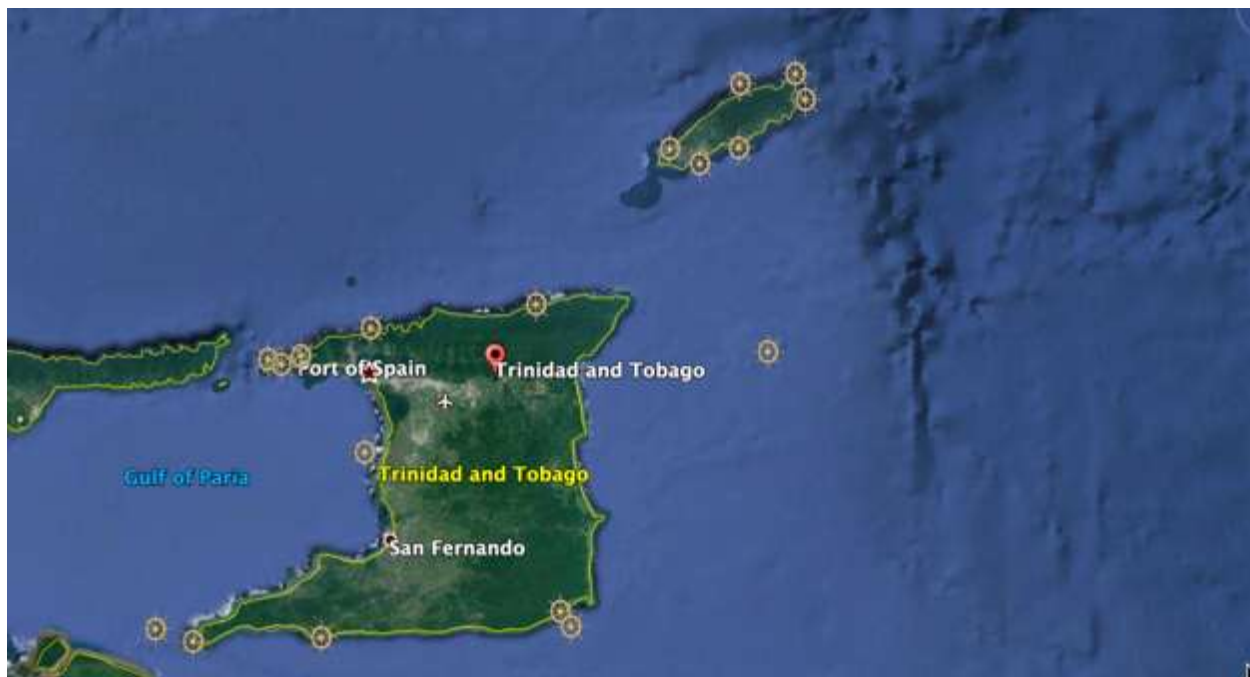 Port of Spain
Trinidad and Tobago
Gulf of Paria
Trinidad and Tobago
San Fernando